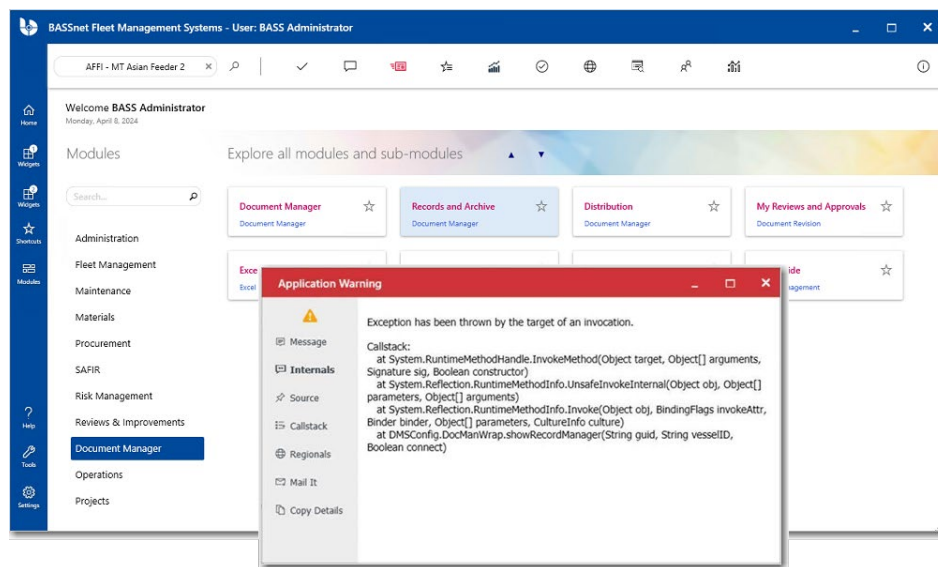 BASSnet Fleet Management Systems - User: BASS Administrator
AFFI - MT Asian Feeder 2
Welcome BASS Administrator
Monday, April 8, 2024
Home
Widgets
Widgets
Shortcuts
Modules
Help
Tools
Settings
Modules
Explore all modules and sub-modules
Search...
Administration
Fleet Management
Maintenance
Materials
Procurement
SAFIR
Risk Management
Reviews & Improvements
Document Manager
Operations
Projects
Document Manager
Document Manager
Records and Archive
Document Manager
Distribution
Document Manager
My Reviews and Approvals
Document Revision
Exce
Excel
ide
nagement
Application Warning
Message
Internals
Source
Callstack
Regionals
Mail It
Copy Details
Exception has been thrown by the target of an invocation.
Callstack:
at System.RuntimeMethodHandle.InvokeMethod(Object target, Object[] arguments,
Signature sig, Boolean constructor)
at System.Reflection.RuntimeMethodInfo.UnsafeInvokeInternal(Object obj, Object[]
parameters, Object[] arguments)
at System.Reflection.RuntimeMethodInfo.Invoke(Object obj, BindingFlags invokeAttr,
Binder binder, Object[] parameters, CultureInfo culture)
at DMSConfig.DocManWrap.showRecordManager(String guid, String vesselID,
Boolean connect)